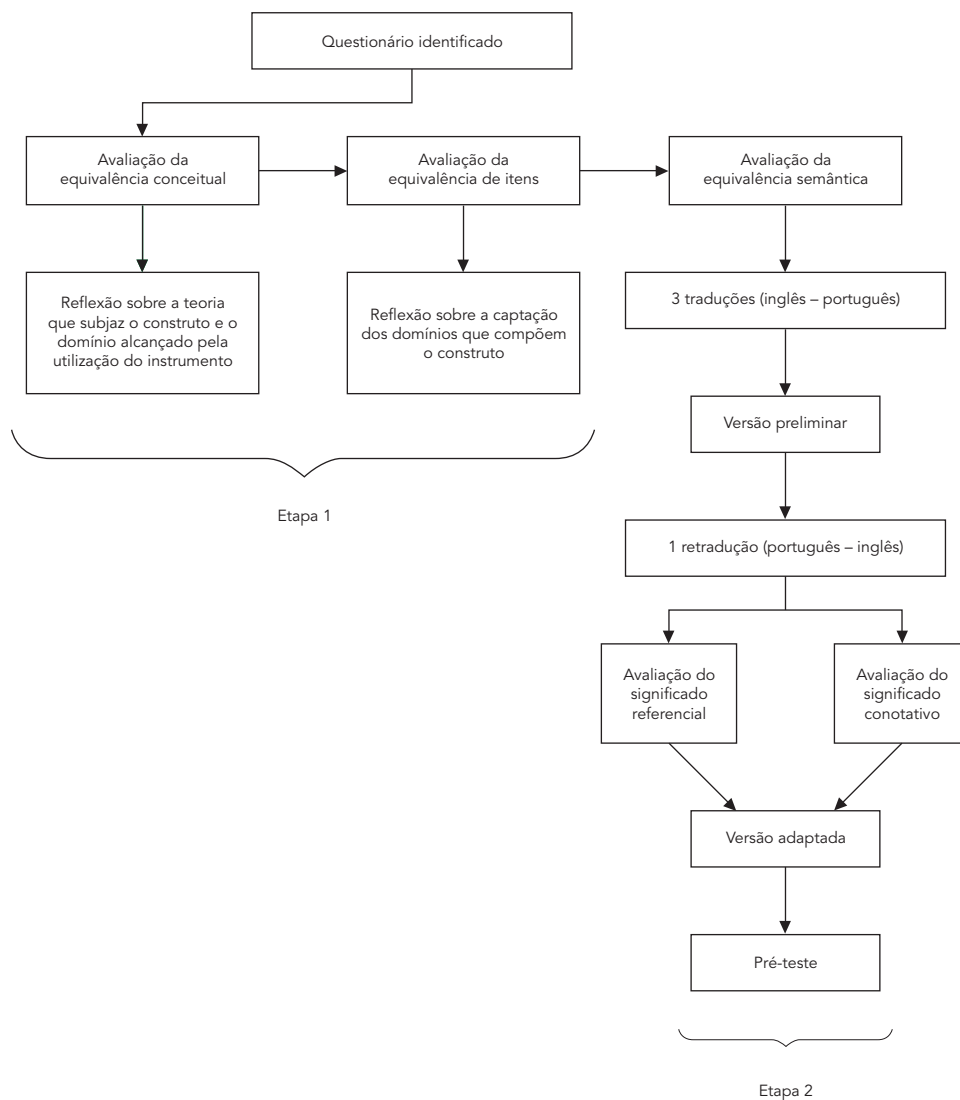 Questionário identificado
Avaliação da
equivalência conceitual
Avaliação da
equivalência de itens
Avaliação da
equivalência semântica
Reflexão sobre a teoria
que subjaz o construto e o
domínio alcançado pela
utilização do instrumento
Reflexão sobre a captação
dos domínios que compõem
o construto
3 traduções (inglês – português)
Versão preliminar
Etapa 1
1 retradução (português – inglês)
Avaliação do
significado
referencial
Avaliação do
significado
conotativo
Versão adaptada
Pré-teste
Etapa 2